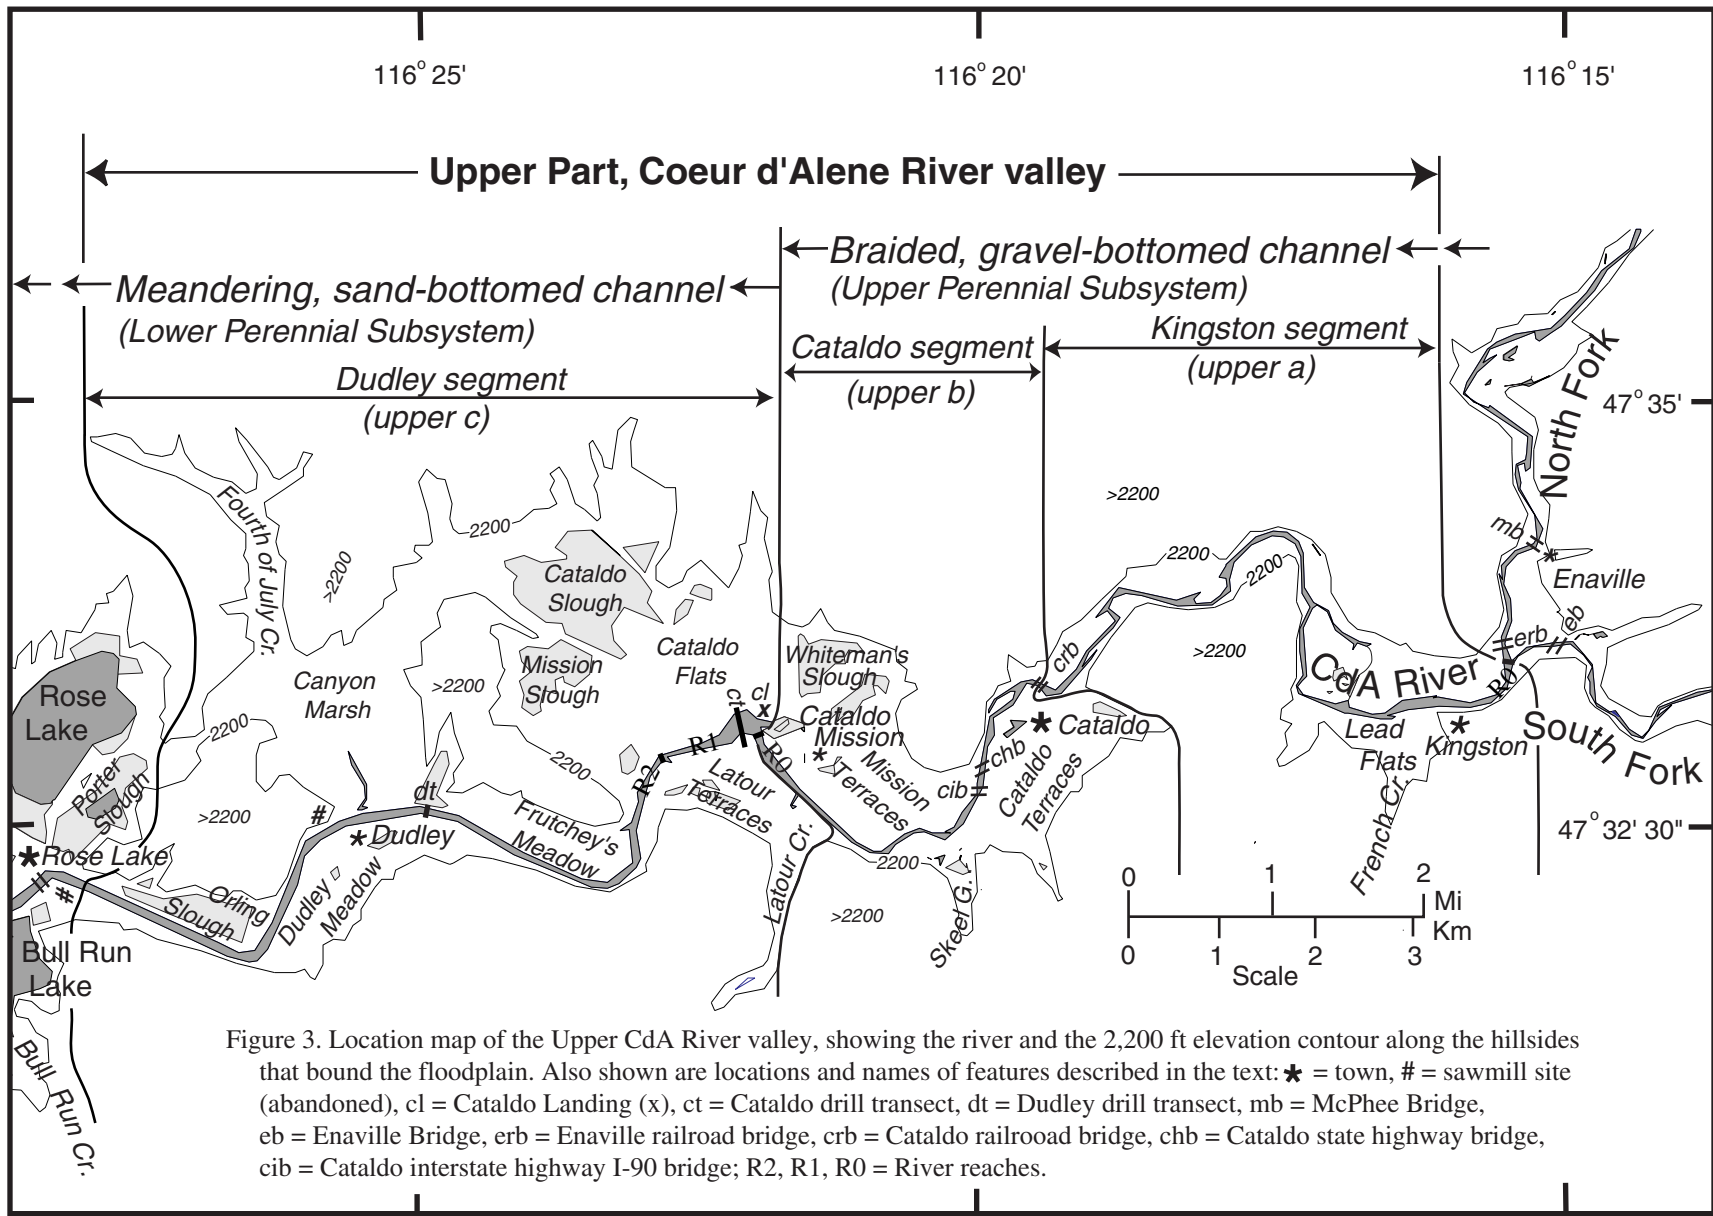 116° 25'
116° 20'
116° 15'
Upper Part, Coeur d'Alene River valley
Braided, gravel-bottomed channel
(Upper Perennial Subsystem)
Meandering, sand-bottomed channel
(Lower Perennial Subsystem)
Kingston segment
(upper a)
Cataldo segment
(upper b)
Dudley segment
(upper c)
47° 35'
North Fork
>2200
Fourth of July Cr.
2200
>2200
mb
*
Enaville
2200
2200
Cataldo
Slough
eb
erb
>2200
Cataldo
Flats
Whiteman's
Slough
crb
CdA River
R0
Mission
Slough
Canyon
Marsh
>2200
Rose
Lake
2200
ct
cl
x
Cataldo
Mission
*
* Cataldo
Lead
Flats
* Kingston
South Fork
R1
R0
R2
2200
Latour
Terraces
Mission
Terraces
chb
cib
Cataldo
Terraces
French Cr.
Porter
Slough
dt
#
>2200
* Dudley
Frutchey's
Meadow
47° 32' 30"
* Rose Lake
#
Orling
Slough
Dudley
Meadow
Latour Cr.
2200
>2200
Skeel G.
0 1 2
Mi
Km
0 1 2 3
Scale
Bull Run
Lake
Bull Run Cr.
Figure 3. Location map of the Upper CdA River valley, showing the river and the 2,200 ft elevation contour along the hillsides
that bound the floodplain. Also shown are locations and names of features described in the text: * = town, # = sawmill site
(abandoned), cl = Cataldo Landing (x), ct = Cataldo drill transect, dt = Dudley drill transect, mb = McPhee Bridge,
eb = Enaville Bridge, erb = Enaville railroad bridge, crb = Cataldo railrooad bridge, chb = Cataldo state highway bridge,
cib = Cataldo interstate highway I-90 bridge; R2, R1, R0 = River reaches.